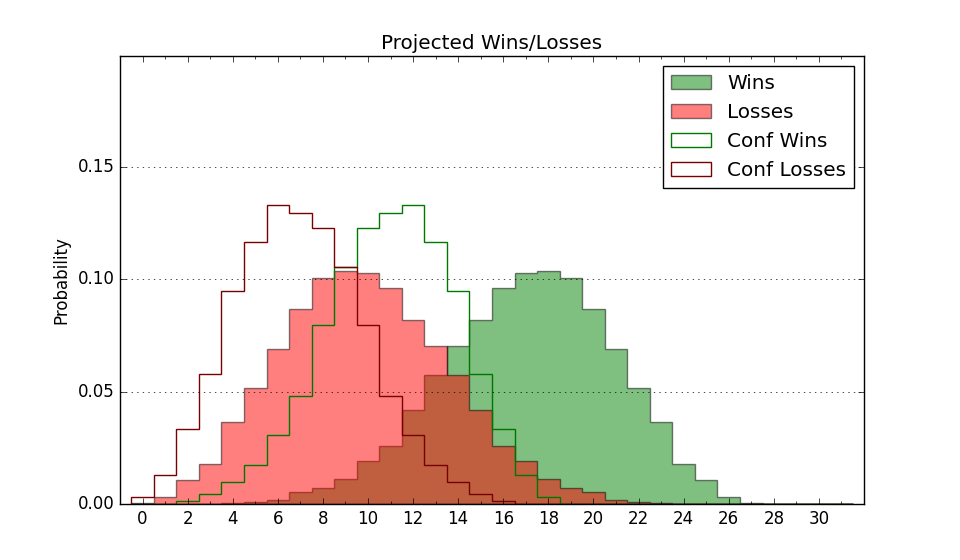 Projected Wins/Losses
Wins
Losses
Conf Wins
Conf Losses
Probability
0.15
0.10
0.05
0.00
0 2 4 6 8 10 12 14 16 18 20 22 24 26 28 30